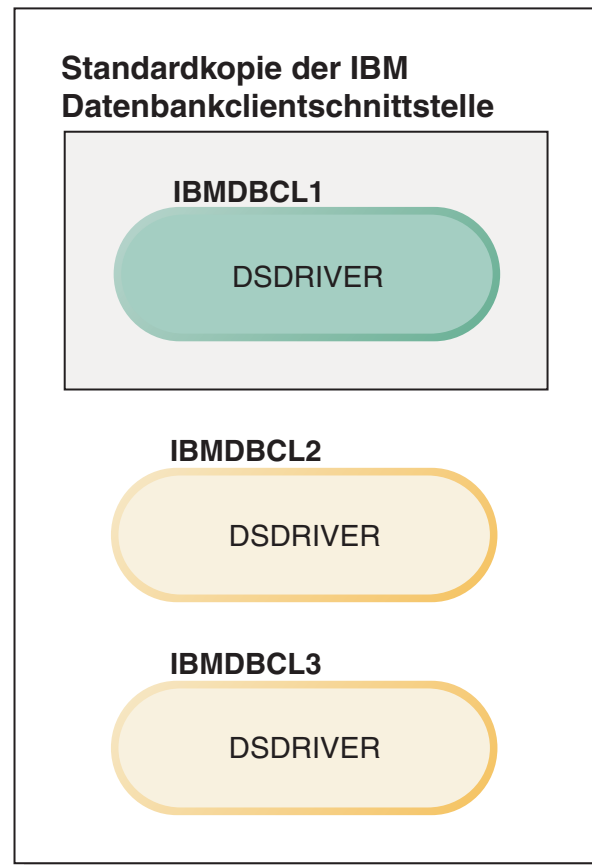 Standardkopie der IBM
Datenbankclientschnittstelle
IBMDBCL1
DSDRIVER
IBMDBCL2
DSDRIVER
IBMDBCL3
DSDRIVER